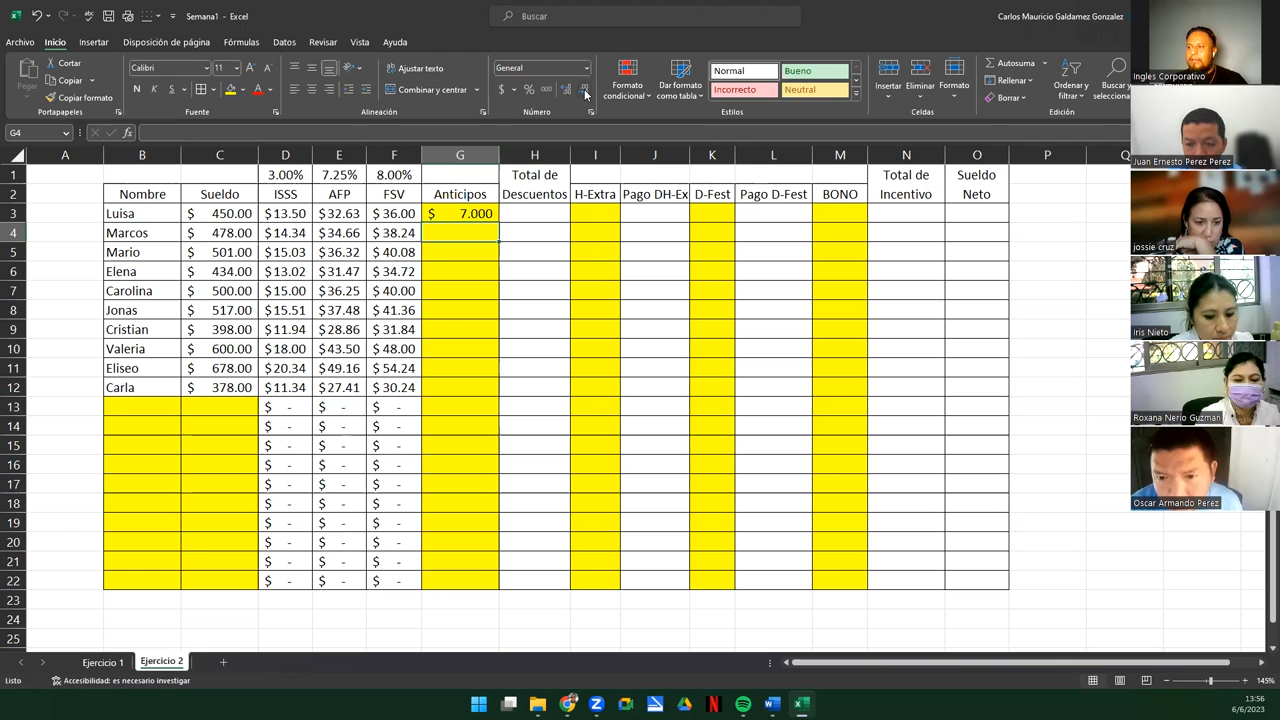 Semana1 - Excel
Buscar
Carlos Mauricio Galdamez Gonzalez
Archivo Inicio Insertar Disposición de página Fórmulas Datos Revisar Vista Ayuda
Pegar
Cortar
Copiar
Copiar formato
Portapapeles
Calibri 11
N K S
Fuente
Ajustar texto
Combinar y centrar
Alineación
General
$ % 000
Número
Formato condicional
Dar formato como tabla
Normal Bueno
Incorrecto Neutral
Estilos
Insertar Eliminar Formato
Celdas
Autosuma
Rellenar
Borrar
Ordenar y filtrar
Buscar y
Edición
G4 fx
A B C D E F G H I J K L M N O P Q
1 3.00% 7.25% 8.00% Total de Total de Sueldo
2 Nombre Sueldo ISSS AFP FSV Anticipos Descuentos H-Extra Pago DH-Ex D-Fest Pago D-Fest BONO Incentivo Neto
3 Luisa $ 450.00 $13.50 $32.63 $36.00 $ 7.000
4 Marcos $ 478.00 $14.34 $34.66 $38.24
5 Mario $ 501.00 $15.03 $36.32 $40.08
6 Elena $ 434.00 $13.02 $31.47 $34.72
7 Carolina $ 500.00 $15.00 $36.25 $40.00
8 Jonas $ 517.00 $15.51 $37.48 $41.36
9 Cristian $ 398.00 $11.94 $28.86 $31.84
10 Valeria $ 600.00 $18.00 $43.50 $48.00
11 Eliseo $ 678.00 $20.34 $49.16 $54.24
12 Carla $ 378.00 $11.34 $27.41 $30.24
13 $ - $ - $ -
14 $ - $ - $ -
15 $ - $ - $ -
16 $ - $ - $ -
17 $ - $ - $ -
18 $ - $ - $ -
19 $ - $ - $ -
20 $ - $ - $ -
21 $ - $ - $ -
22 $ - $ - $ -
23
24
25
Ejercicio 1 Ejercicio 2
Listo Accesibilidad: es necesario investigar 145%
13:56
6/6/2023
Ingles Corporativo
Juan Ernesto Perez Perez
jossie cruz
Iris Nieto
Roxana Nerio Guzman
Oscar Armando Perez